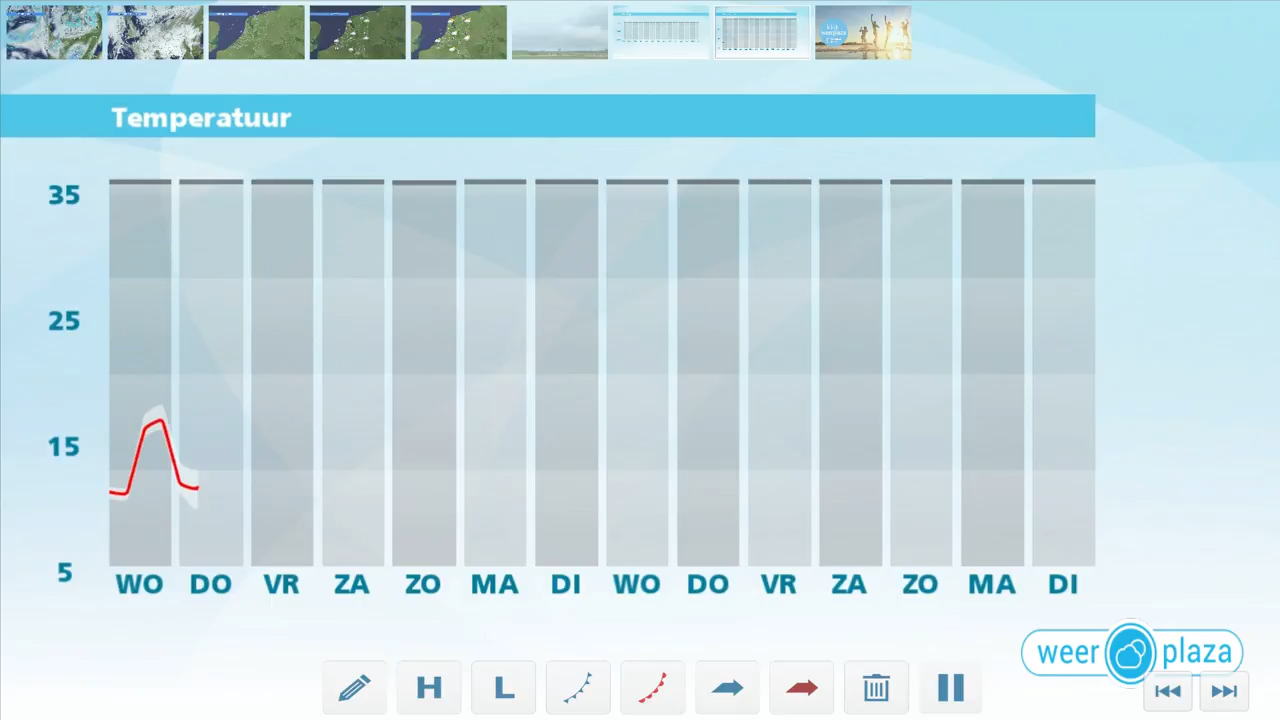 Temperatuur
35
25
15
5
WO DO VR ZA ZO MA DI WO DO VR ZA ZO MA DI
weer plaza
H L